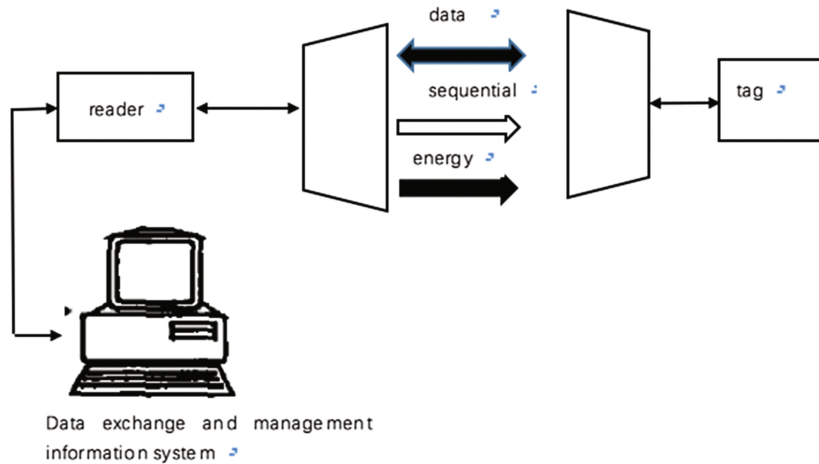 data
sequential
energy
reader
tag
Data exchange and management
information system